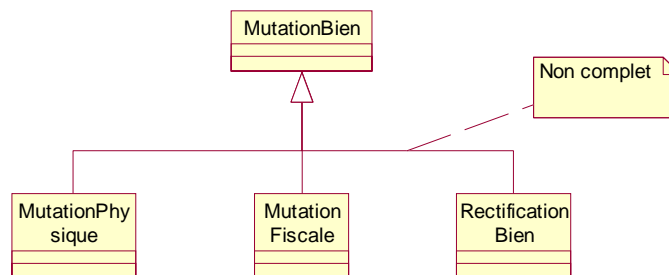 MutationBien
Non complet
MutationPhy
sique
Mutation
Fiscale
Rectification
Bien